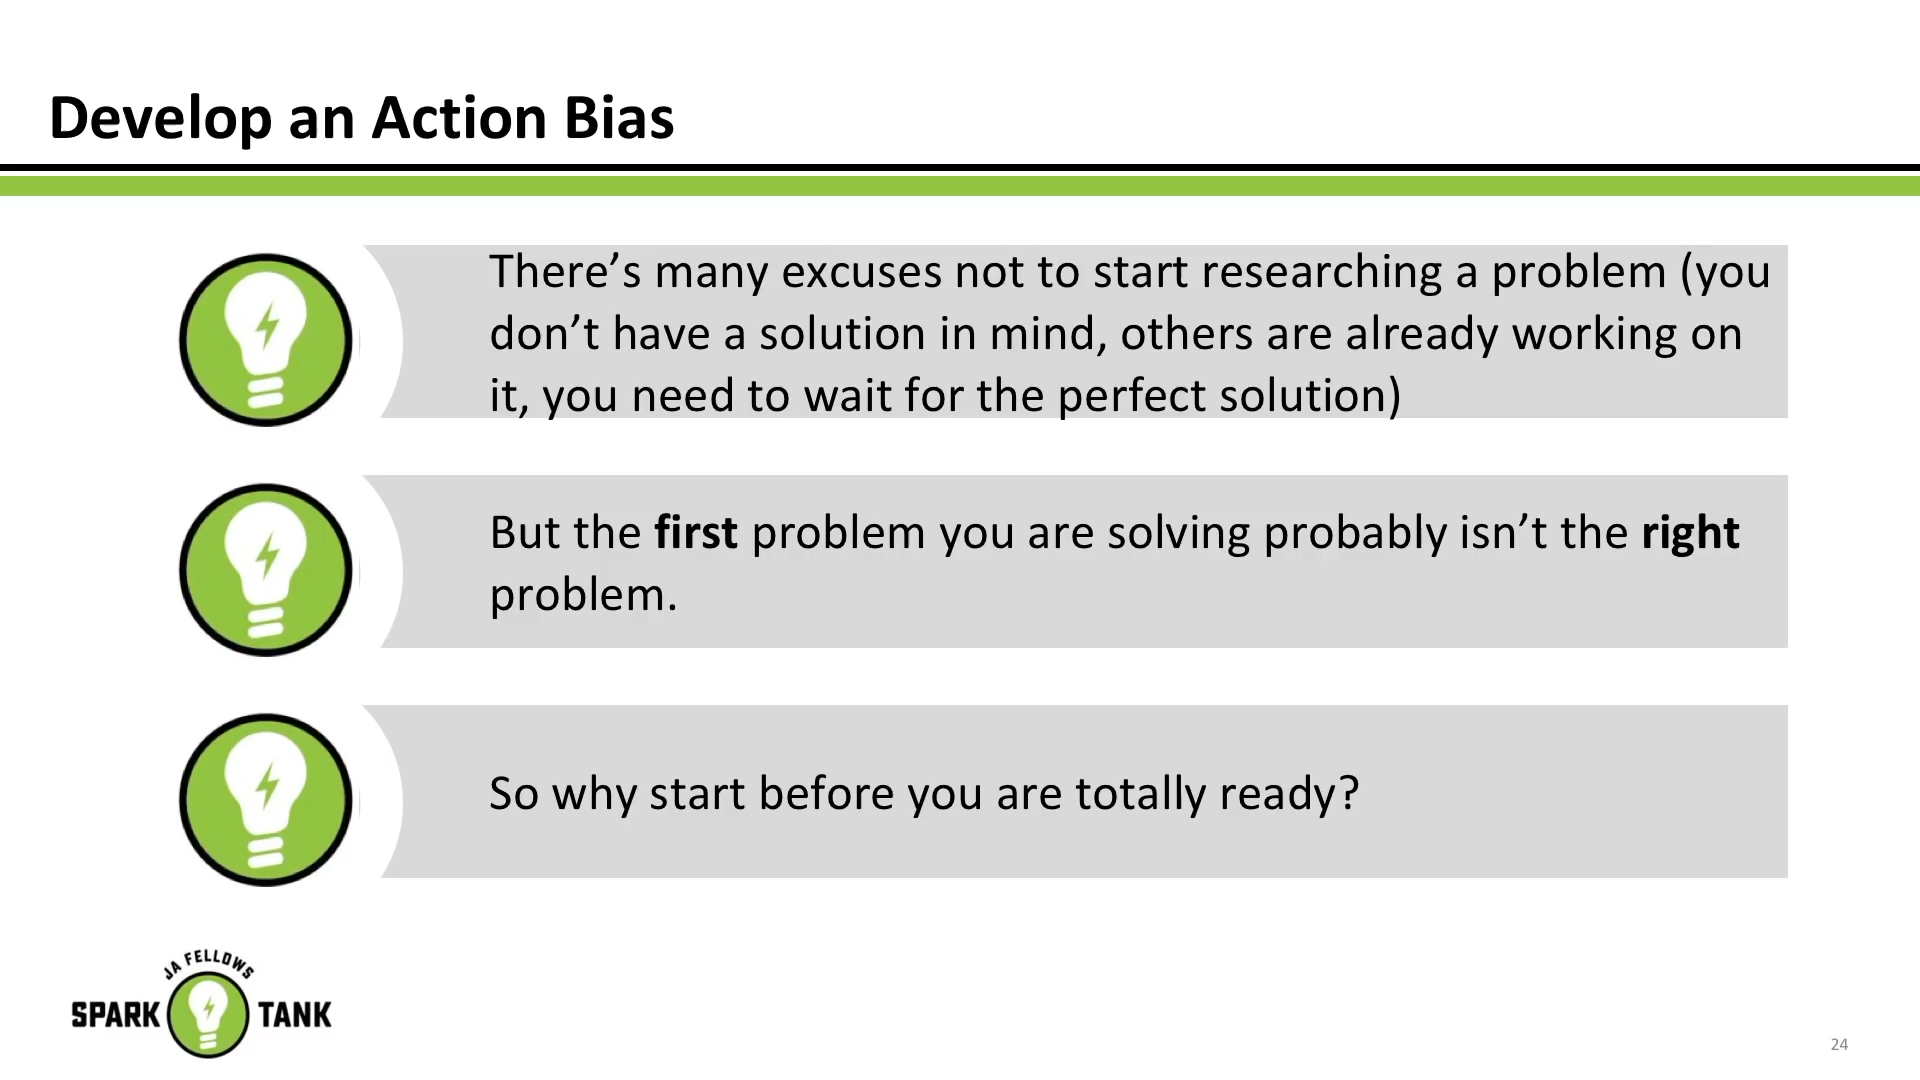 Develop an Action Bias
There’s many excuses not to start researching a problem (you
don’t have a solution in mind, others are already working on
it, you need to wait for the perfect solution)
But the first problem you are solving probably isn’t the right
problem.
So why start before you are totally ready?
JA FELLOWS
SPARK TANK
24